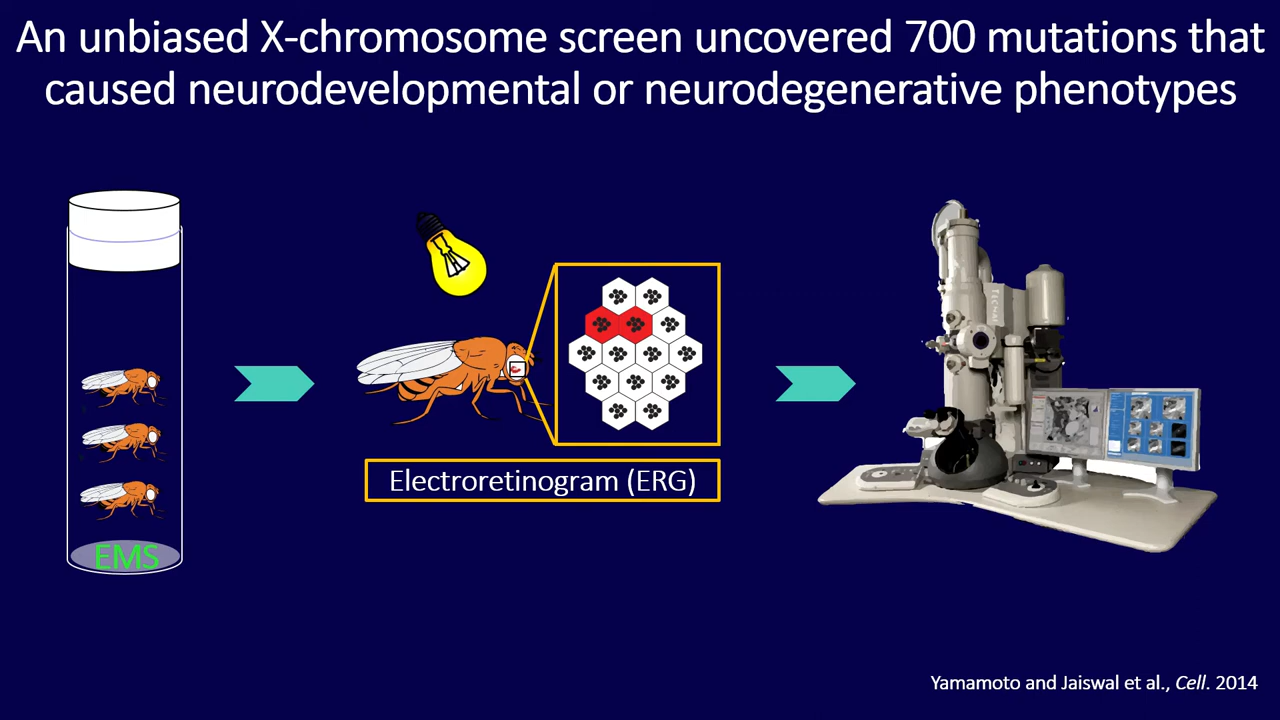 An unbiased X-chromosome screen uncovered 700 mutations that
caused neurodevelopmental or neurodegenerative phenotypes
TECNAI
Electroretinogram (ERG)
EMS
Yamamoto and Jaiswal et al., Cell. 2014